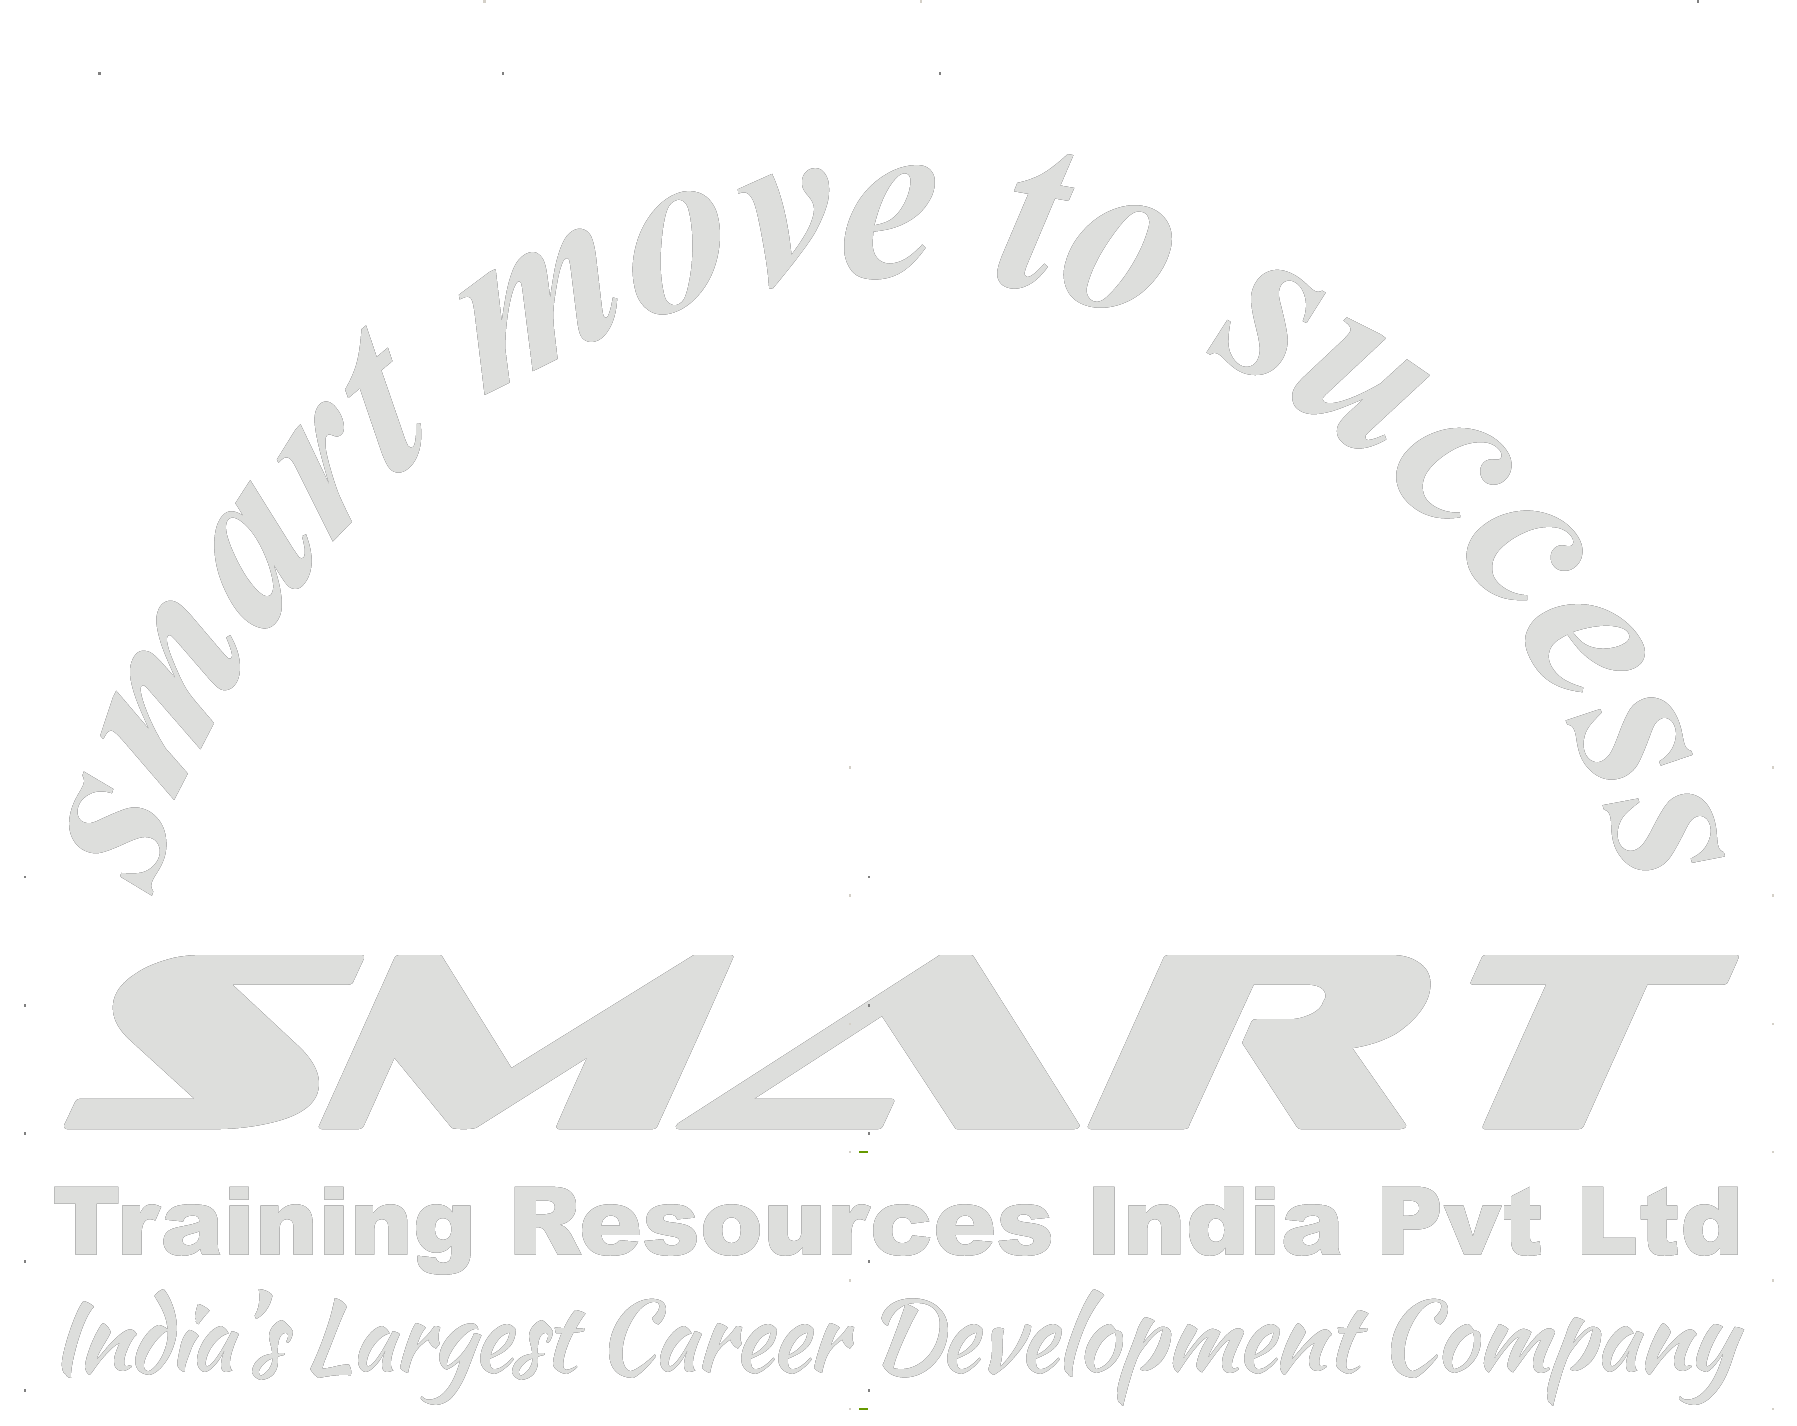 smart move to success
SMART
Training Resources India Pvt Ltd
India's Largest Career Development Company